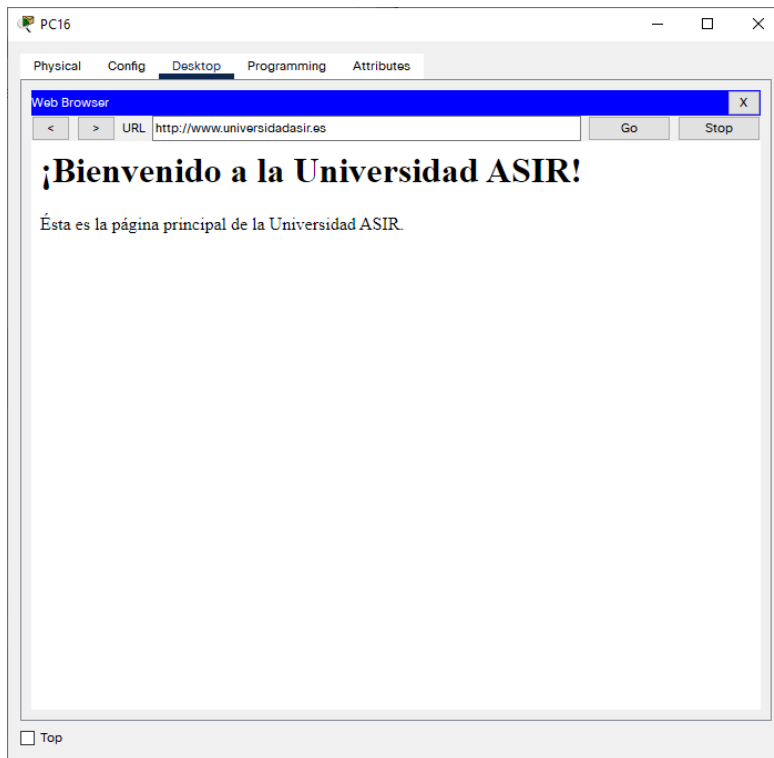 PC16
Physical Config Desktop Programming Attributes
Web Browser X
< > URL http://www.universidadasir.es Go Stop
¡Bienvenido a la Universidad ASIR!
Ésta es la página principal de la Universidad ASIR.
Top